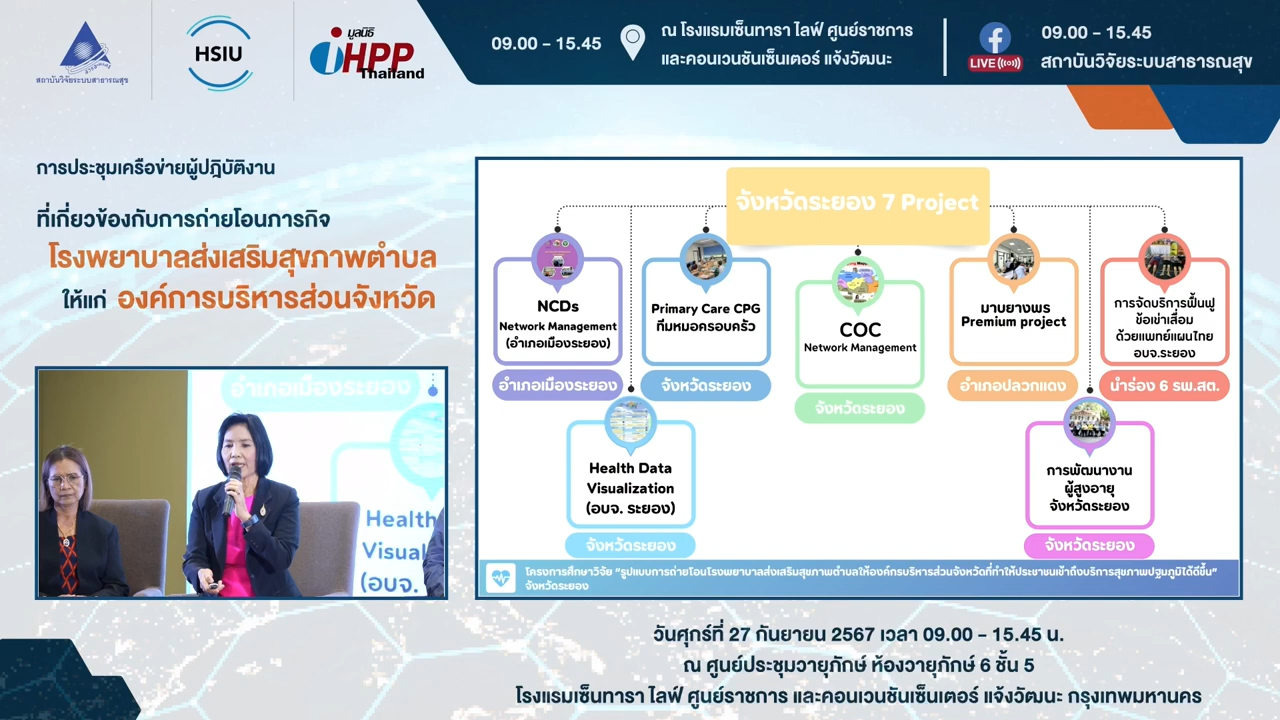 สถาบันวิจัยระบบสาธารณสุข
HSIU
มูลนิธิ
iHPP
Thailand
09.00 - 15.45
ณ โรงแรมเซ็นทารา ไลฟ์ ศูนย์ราชการ
และคอนเวนชันเซ็นเตอร์ แจ้งวัฒนะ
LIVE
09.00 - 15.45
สถาบันวิจัยระบบสาธารณสุข
การประชุมเครือข่ายผู้ปฏิบัติงาน
ที่เกี่ยวข้องกับการถ่ายโอนภารกิจ
โรงพยาบาลส่งเสริมสุขภาพตำบล
ให้แก่ องค์การบริหารส่วนจังหวัด
จังหวัดระยอง 7 Project
NCDs
Network Management
(อำเภอเมืองระยอง)
อำเภอเมืองระยอง
Primary Care CPG
ทีมหมอครอบครัว
จังหวัดระยอง
COC
Network Management
จังหวัดระยอง
มาบยางพร
Premium project
อำเภอปลวกแดง
การจัดบริการฟื้นฟู
ข้อเข่าเสื่อม
ด้วยแพทย์แผนไทย
อบจ.ระยอง
นำร่อง 6 รพ.สต.
Health Data
Visualization
(อบจ. ระยอง)
จังหวัดระยอง
การพัฒนางาน
ผู้สูงอายุ
จังหวัดระยอง
จังหวัดระยอง
โครงการศึกษาวิจัย "รูปแบบการถ่ายโอนโรงพยาบาลส่งเสริมสุขภาพตำบลให้องค์กรบริหารส่วนจังหวัดที่ทำให้ประชาชนเข้าถึงบริการสุขภาพปฐมภูมิได้ดีขึ้น"
จังหวัดระยอง
อำเภอเมืองระยอง
Health
Visual
(อบจ.
วันศุกร์ที่ 27 กันยายน 2567 เวลา 09.00 - 15.45 น.
ณ ศูนย์ประชุมวายุภักษ์ ห้องวายุภักษ์ 6 ชั้น 5
โรงแรมเซ็นทารา ไลฟ์ ศูนย์ราชการ และคอนเวนชันเซ็นเตอร์ แจ้งวัฒนะ กรุงเทพมหานคร